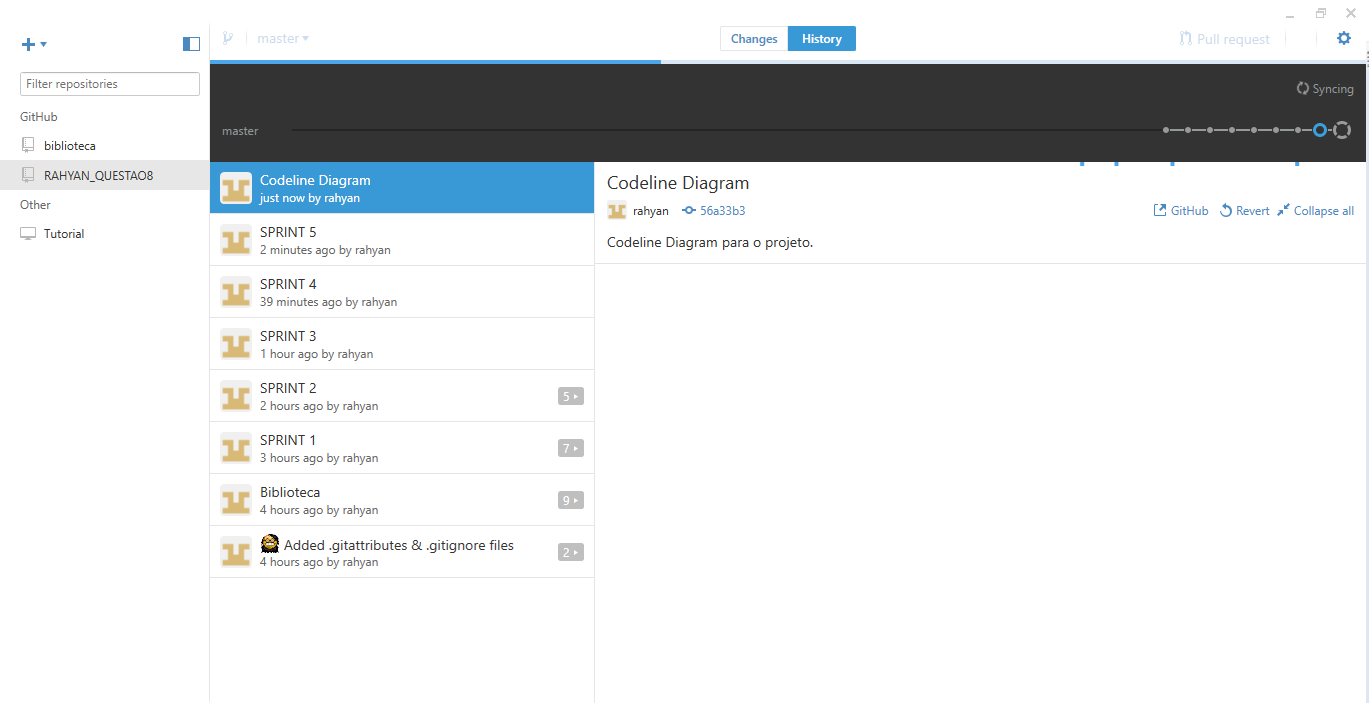 master
Changes
History
Pull request
Filter repositories
GitHub
biblioteca
RAHYAN_QUESTAO8
Other
Tutorial
Syncing
master
Codeline Diagram
just now by rahyan
SPRINT 5
2 minutes ago by rahyan
SPRINT 4
39 minutes ago by rahyan
SPRINT 3
1 hour ago by rahyan
SPRINT 2
2 hours ago by rahyan
5
SPRINT 1
3 hours ago by rahyan
7
Biblioteca
4 hours ago by rahyan
9
Added .gitattributes & .gitignore files
4 hours ago by rahyan
2
Codeline Diagram
rahyan 56a33b3
GitHub Revert Collapse all
Codeline Diagram para o projeto.